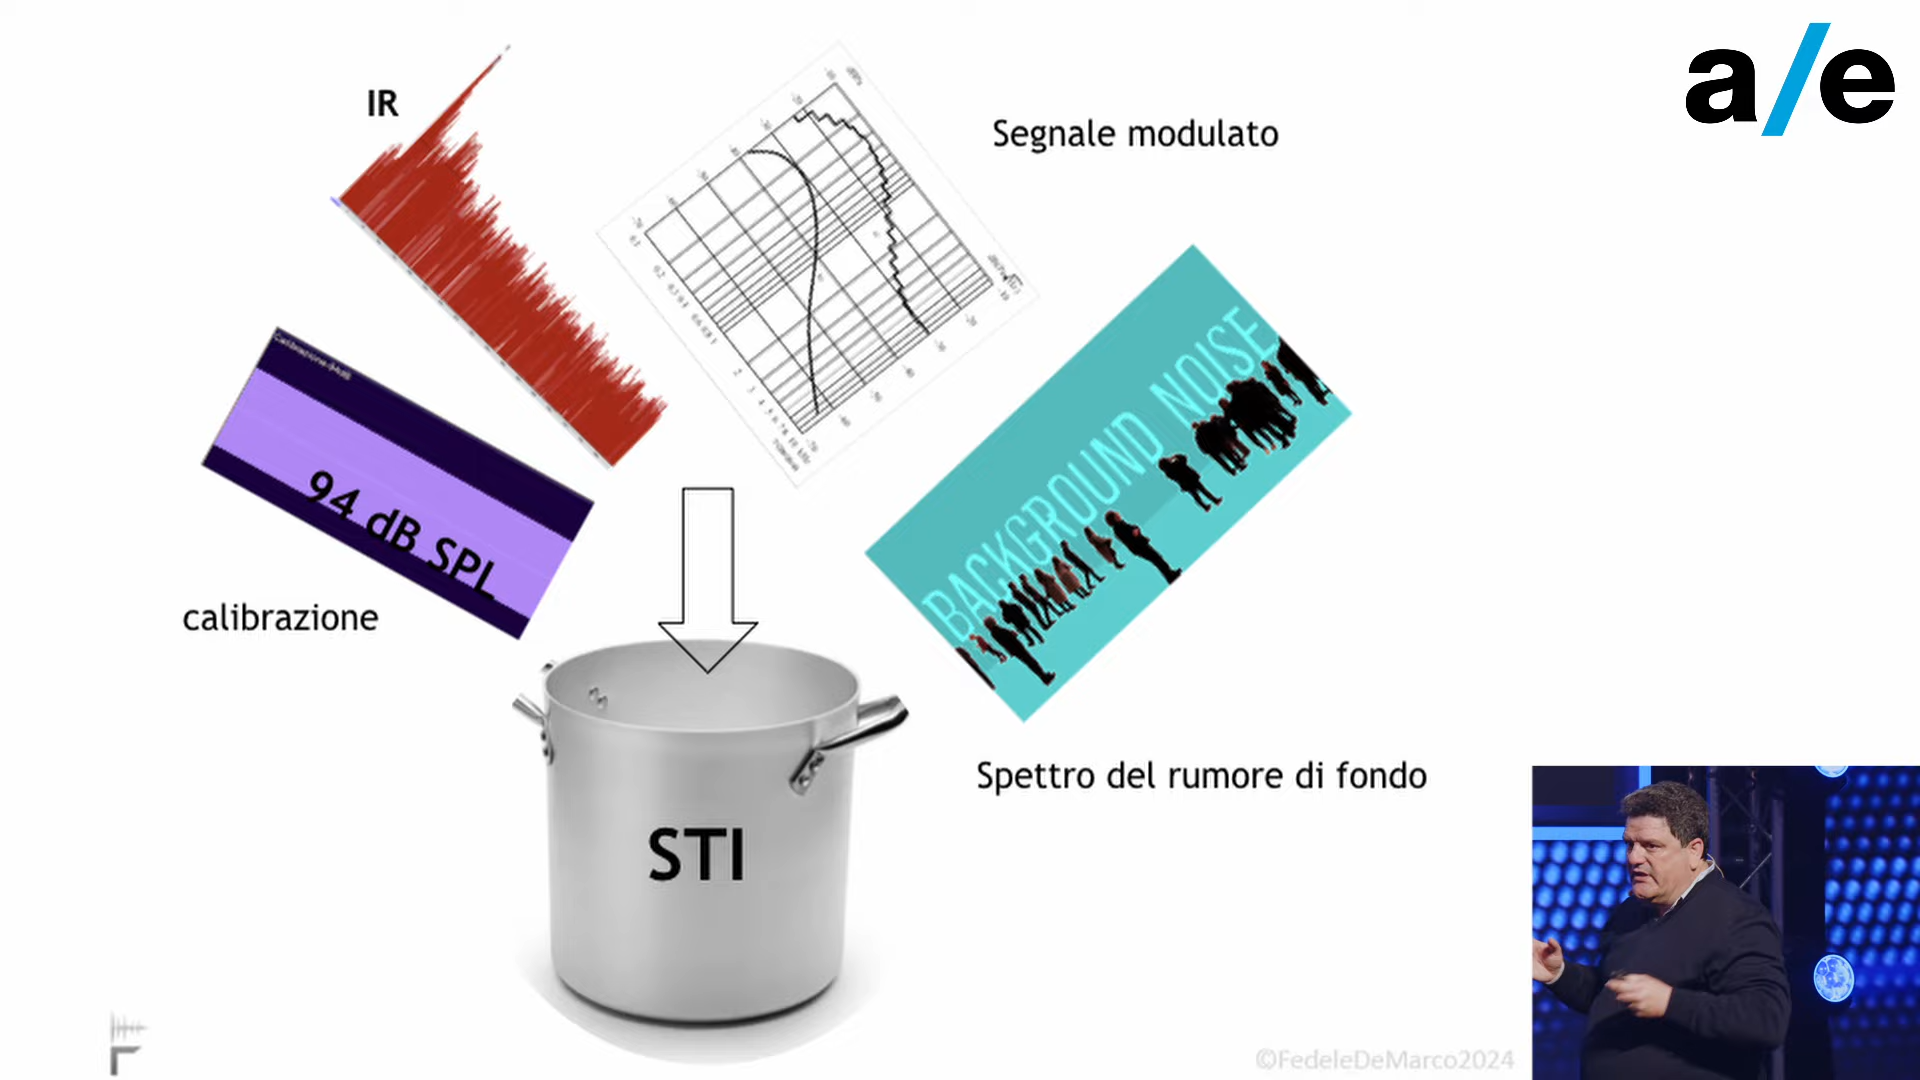 a/e
IR
Segnale modulato
BACKGROUND NOISE
94 dB SPL
calibrazione
Spettro del rumore di fondo
STI
©FedeleDeMarco2024